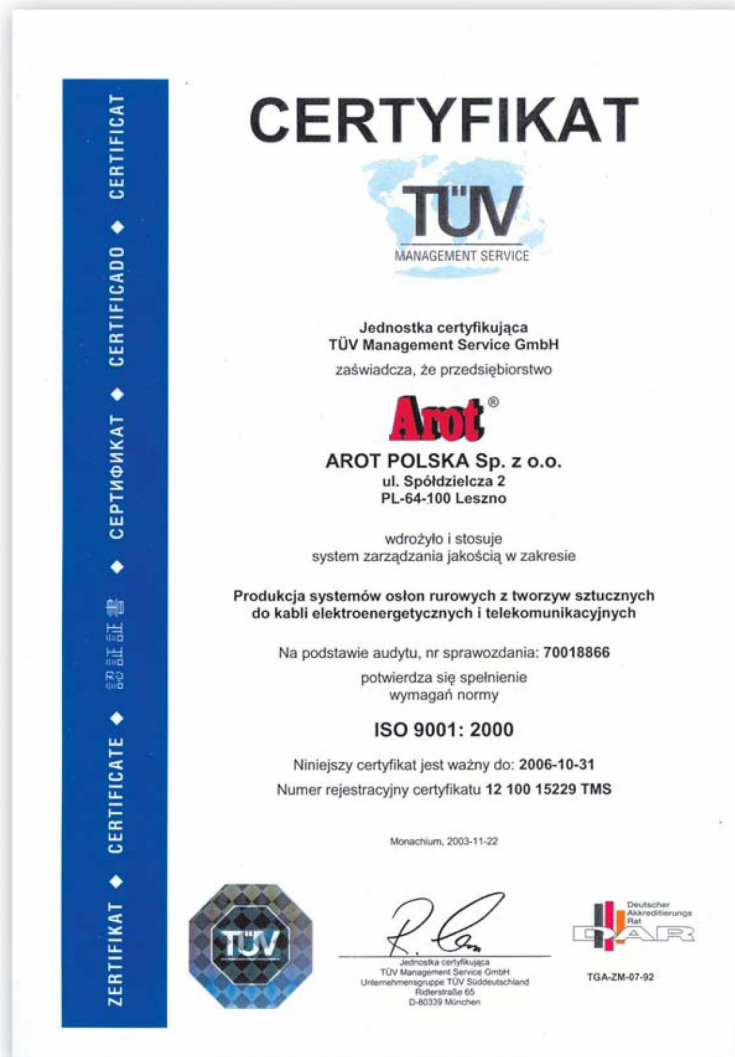 CERTYFIKAT
TÜV
MANAGEMENT SERVICE
Jednostka certyfikująca
TÜV Management Service GmbH
zaświadcza, że przedsiębiorstwo
Arot®
AROT POLSKA Sp. z o.o.
ul. Spółdzielcza 2
PL-64-100 Leszno
wdrożyło i stosuje
system zarządzania jakością w zakresie
Produkcja systemów osłon rurowych z tworzyw sztucznych
do kabli elektroenergetycznych i telekomunikacyjnych
Na podstawie audytu, nr sprawozdania: 70018866
potwierdza się spełnienie
wymagań normy
ISO 9001: 2000
Niniejszy certyfikat jest ważny do: 2006-10-31
Numer rejestracyjny certyfikatu 12 100 15229 TMS
Monachium, 2003-11-22
TÜV
Jednostka certyfikująca
TÜV Management Service GmbH
Unternehmensgruppe TÜV Süddeutschland
Ridlerstraße 65
D-80339 München
Deutscher
Akkreditierungs
Rat
DAR
TGA-ZM-07-92
ZERTIFIKAT ◆ CERTIFICATE ◆ 認証証書 ◆ СЕРТИФИКАТ ◆ CERTIFICADO ◆ CERTIFICAT